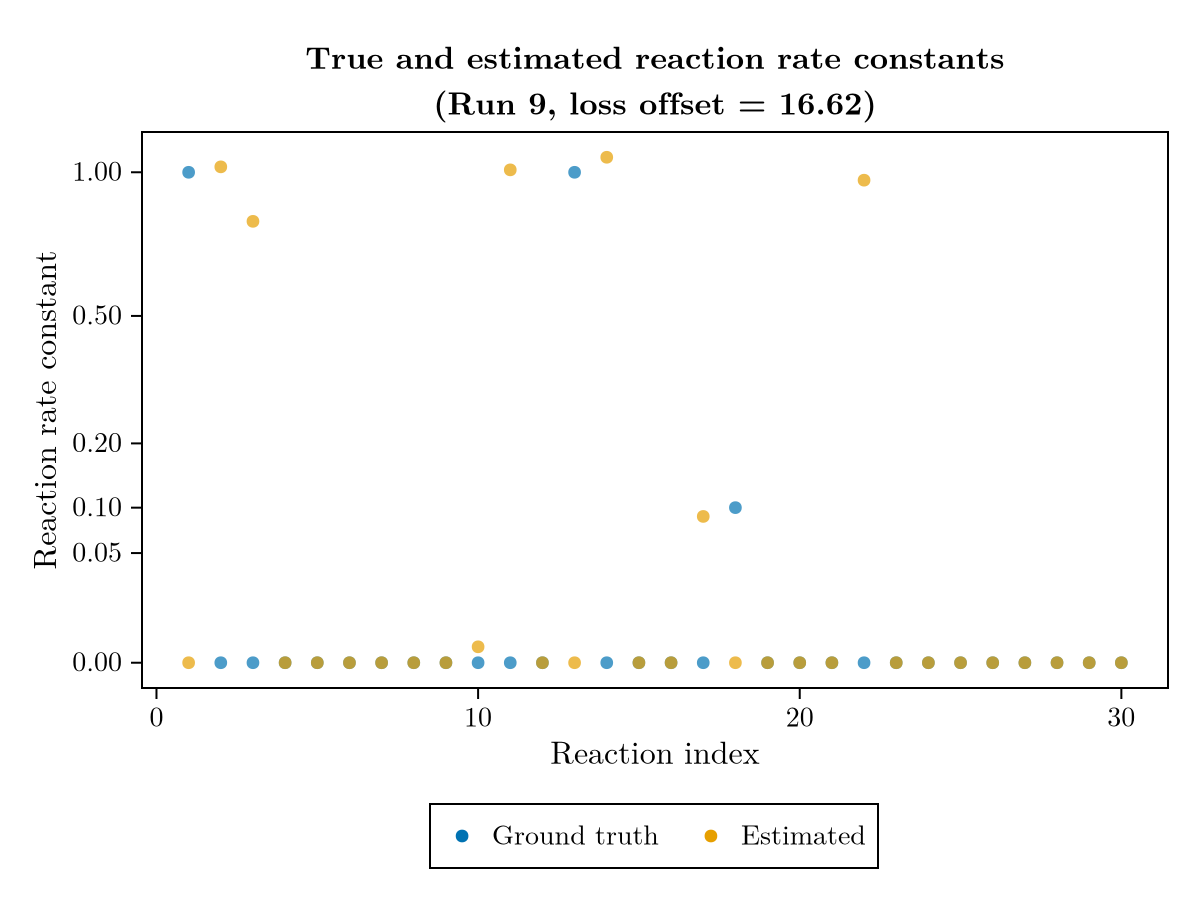 True and estimated reaction rate constants
(Run 9, loss offset = 16.62)
Reaction rate constant
1.00
0.50
0.20
0.10
0.05
0.00
0 10 20 30
Reaction index
Ground truth Estimated